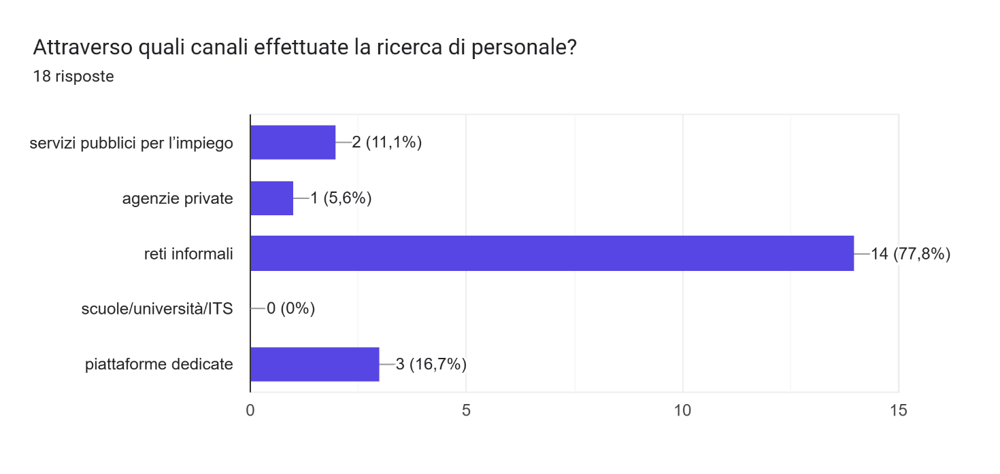 Attraverso quali canali effettuate la ricerca di personale?
18 risposte
servizi pubblici per l’impiego 2 (11,1%)
agenzie private 1 (5,6%)
reti informali 14 (77,8%)
scuole/università/ITS 0 (0%)
piattaforme dedicate 3 (16,7%)
0 5 10 15